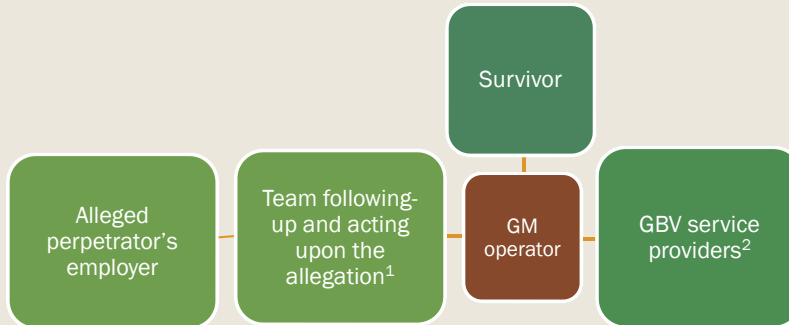 Survivor
Alleged
perpetrator's
employer
Team following-
up and acting
upon the
allegation¹
GM
operator
GBV service
providers²